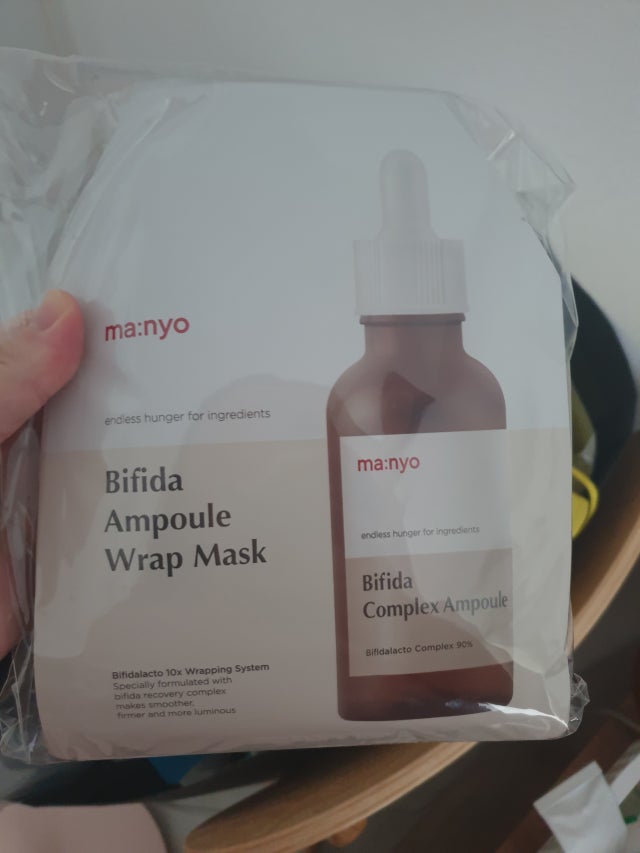 ma:nyo
endless hunger for ingredients
Bifida
Ampoule
Wrap Mask
Bifidalacto 10x Wrapping System
Specially formulated with
bifida recovery complex
makes smoother,
firmer and more luminous
ma:nyo
endless hunger for ingredients
Bifida
Complex Ampoule
Bifidalacto Complex 90%